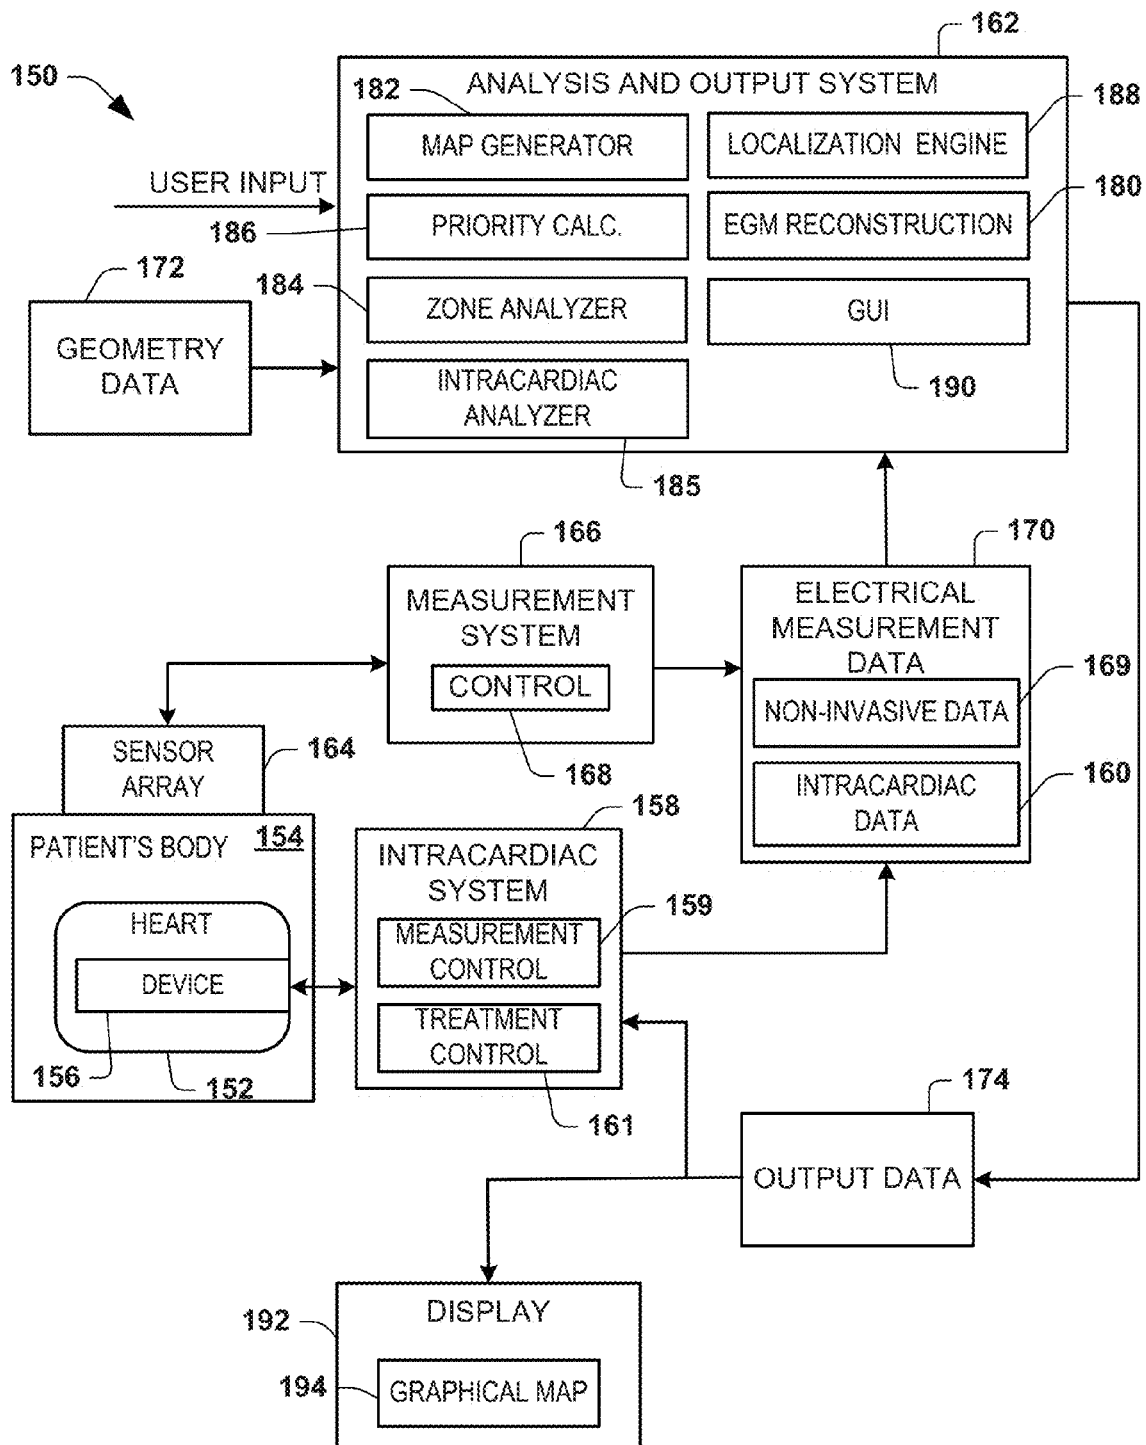 162
150
ANALYSIS AND OUTPUT SYSTEM
182
188
MAP GENERATOR
LOCALIZATION ENGINE
USER INPUT
180
186
PRIORITY CALC.
EGM RECONSTRUCTION
172
184
ZONE ANALYZER
GUI
GEOMETRY
DATA
INTRACARDIAC
ANALYZER
190
185
166
170
MEASUREMENT
SYSTEM
CONTROL
168
ELECTRICAL
MEASUREMENT
DATA
169
NON-INVASIVE DATA
160
INTRACARDIAC
DATA
SENSOR
ARRAY
164
158
PATIENT'S BODY
154
INTRACARDIAC
SYSTEM
159
HEART
MEASUREMENT
CONTROL
DEVICE
TREATMENT
CONTROL
156
152
161
174
OUTPUT DATA
192
DISPLAY
194
GRAPHICAL MAP